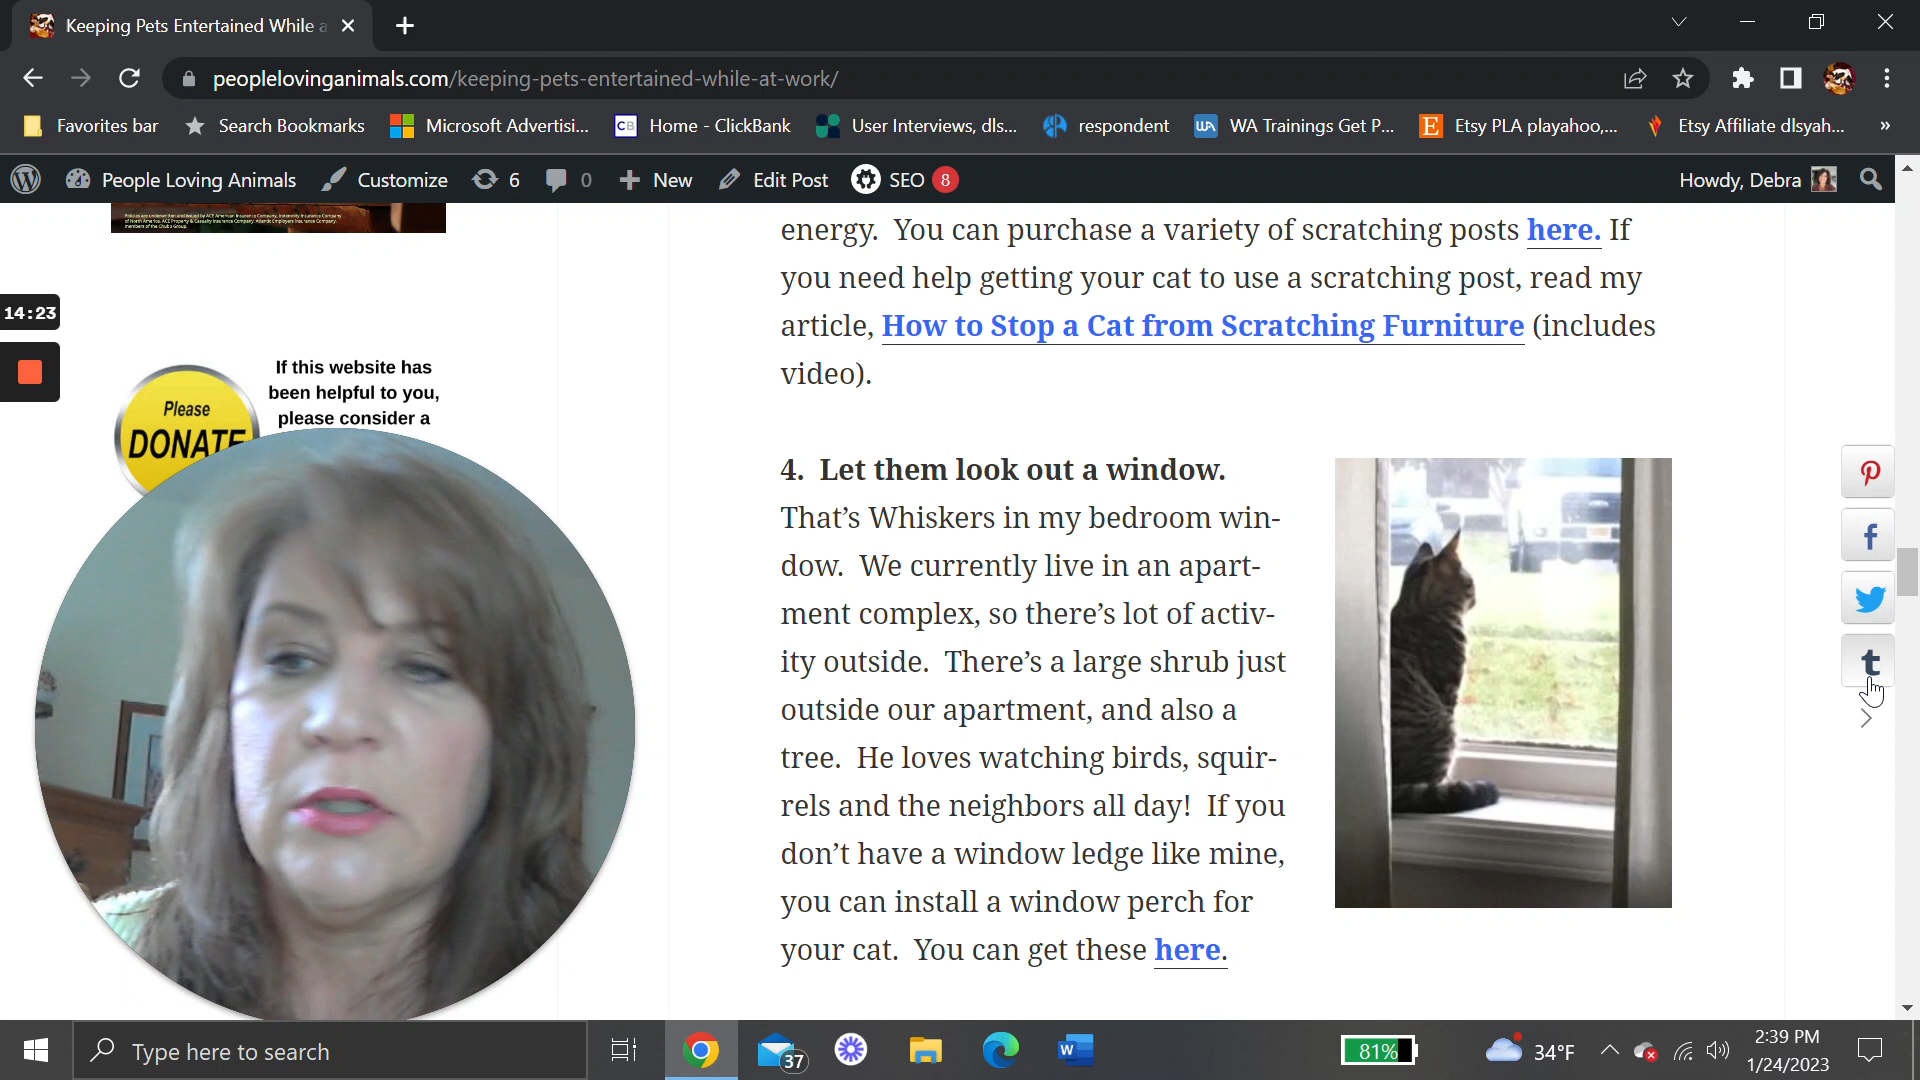 Keeping Pets Entertained While a
peoplelovinganimals.com/keeping-pets-entertained-while-at-work/
Favorites bar
Search Bookmarks
Microsoft Advertisi...
CB Home - ClickBank
User Interviews, dls...
respondent
WA WA Trainings Get P...
E Etsy PLA playahoo,...
Etsy Affiliate dlsyah...
»
People Loving Animals
Customize
6
0
New
Edit Post
SEO 8
Howdy, Debra
14:23
If this website has
been helpful to you,
please consider a
Please
DONATE
energy. You can purchase a variety of scratching posts here. If
you need help getting your cat to use a scratching post, read my
article, How to Stop a Cat from Scratching Furniture (includes
video).
4. Let them look out a window.
That’s Whiskers in my bedroom win-
dow. We currently live in an apart-
ment complex, so there’s lot of activ-
ity outside. There’s a large shrub just
outside our apartment, and also a
tree. He loves watching birds, squir-
rels and the neighbors all day! If you
don’t have a window ledge like mine,
you can install a window perch for
your cat. You can get these here.
Type here to search
37
81%
34°F
2:39 PM
1/24/2023